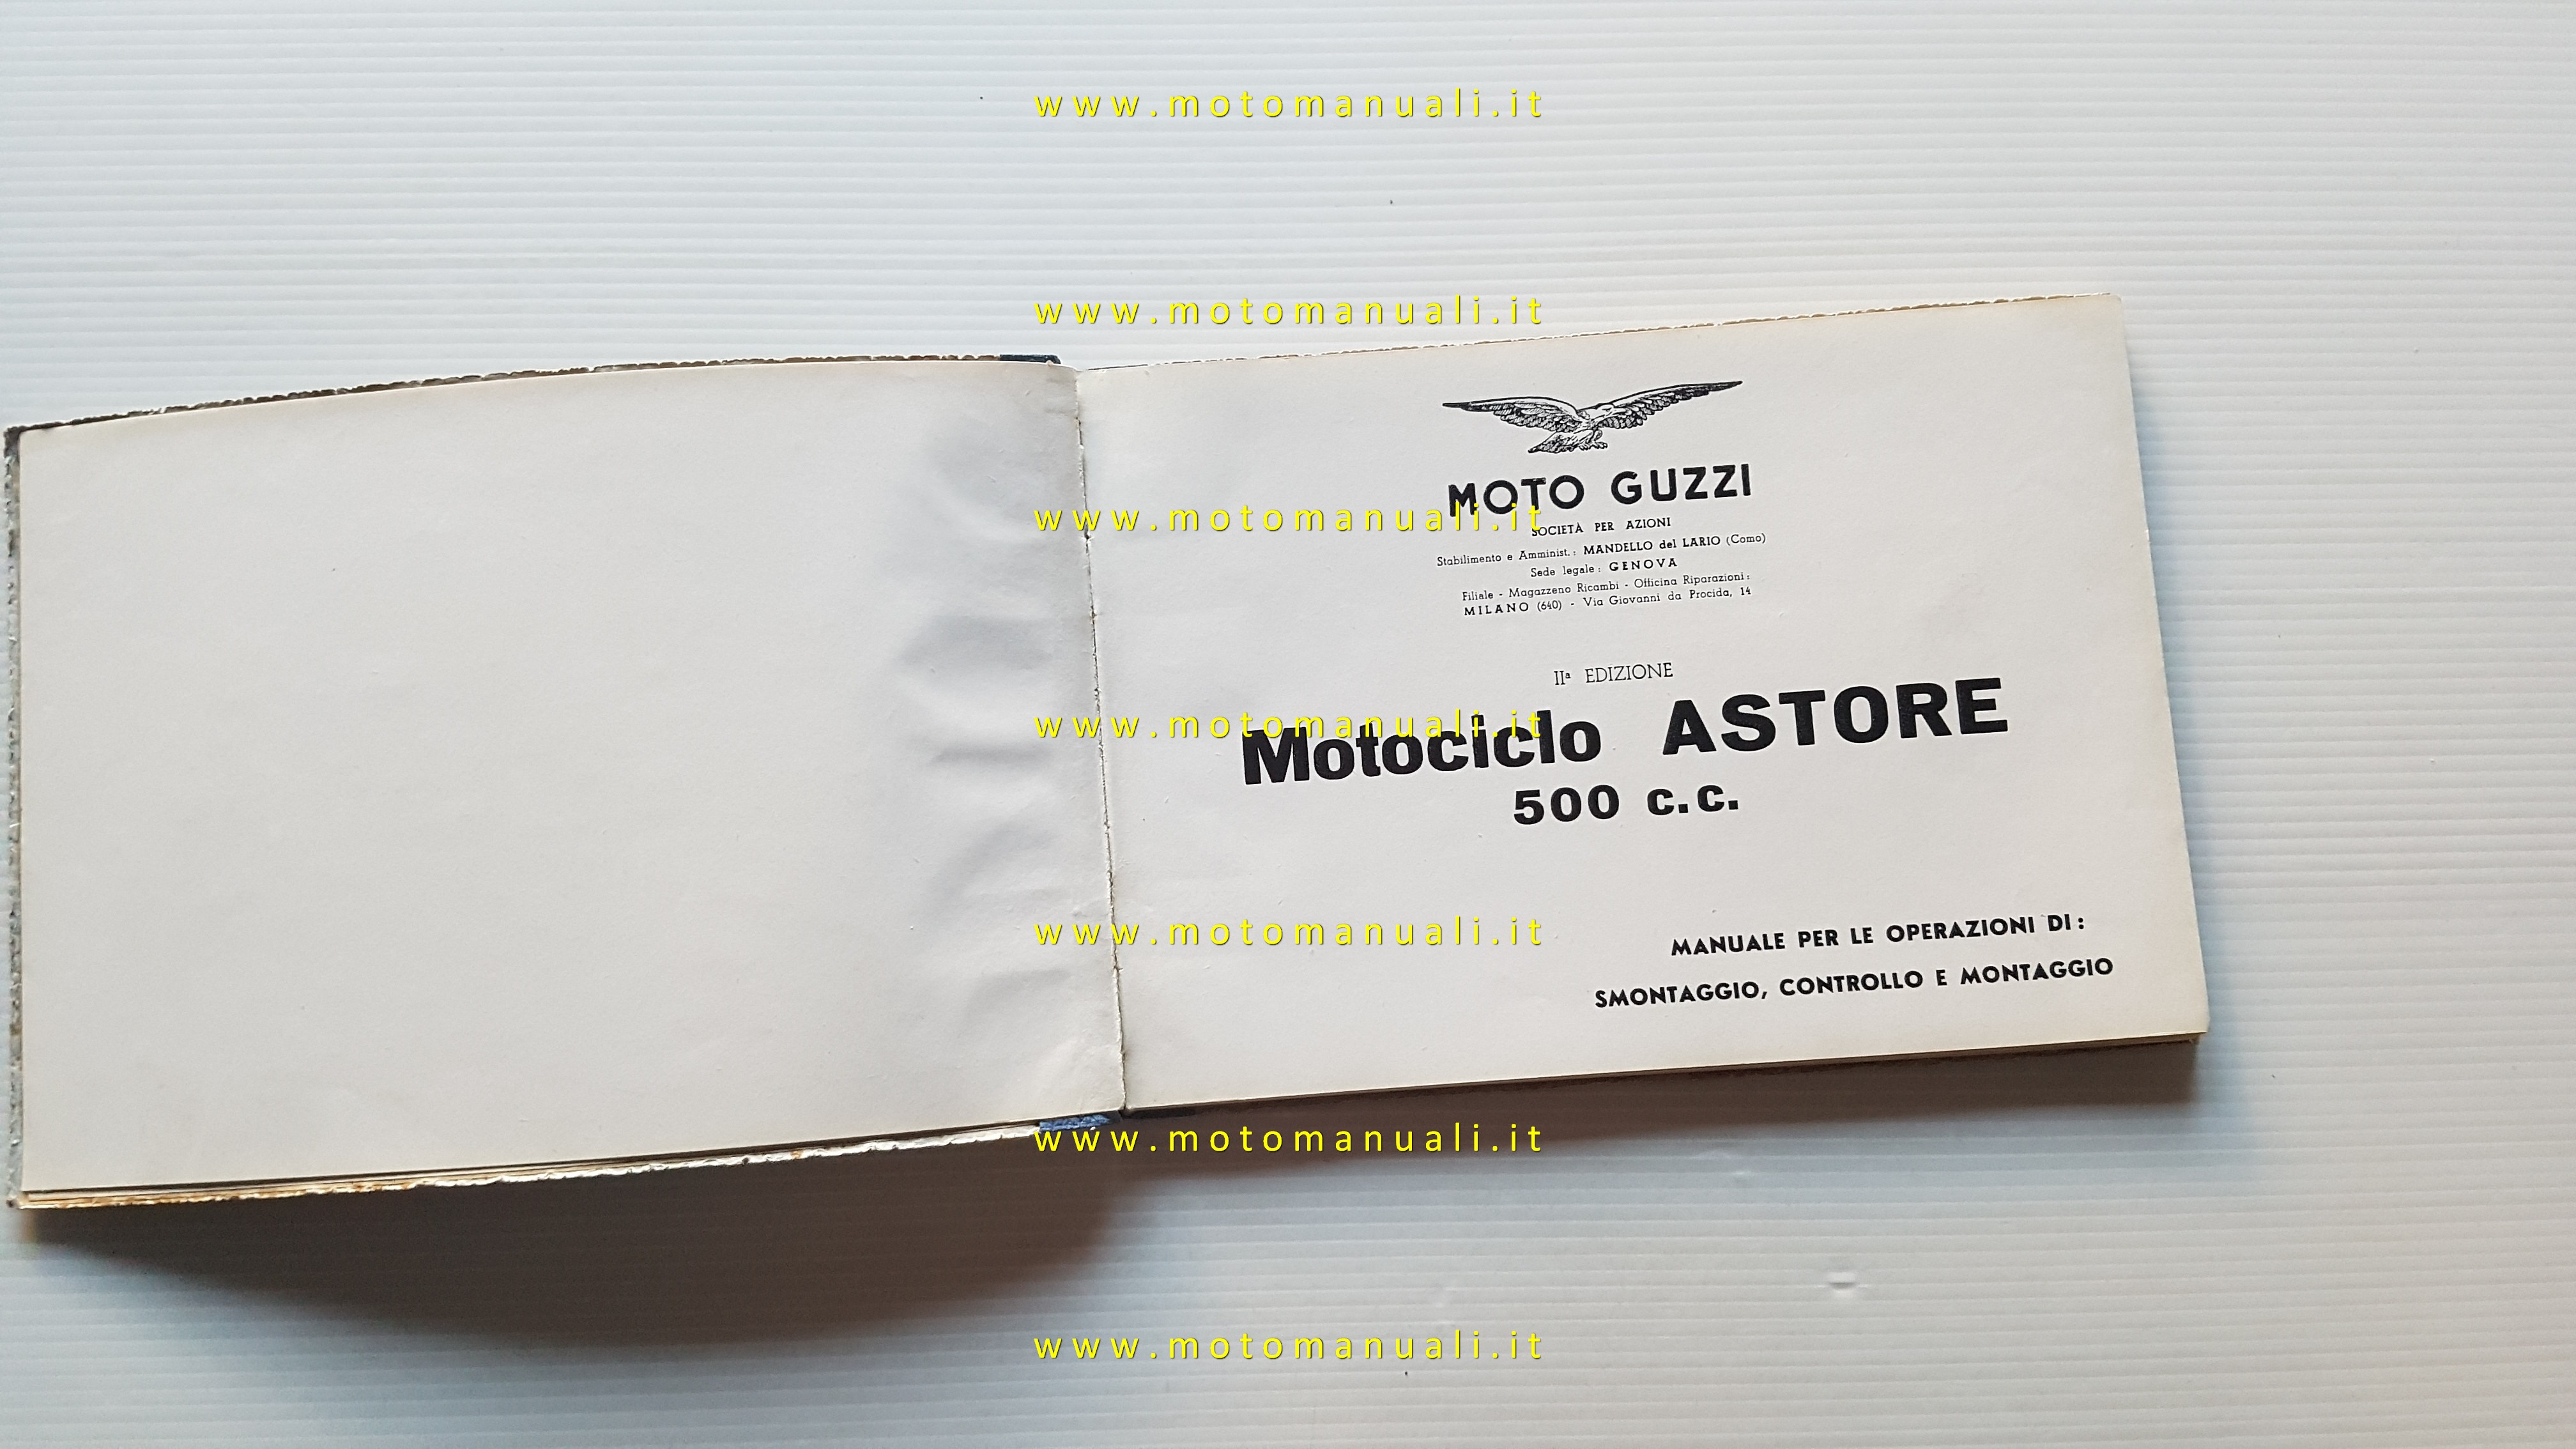 www.motomanuali.it
www.motomanuali.it
MOTO GUZZI
www.motomanuali.it
SOCIETÀ PER AZIONI
Stabilimento e Amminist.: MANDELLO del LARIO (Como)
Sede legale: GENOVA
Filiale - Magazzeno Ricambi - Officina Riparazioni:
MILANO (640) - Via Giovanni da Procida, 14
IIª EDIZIONE
Motociclo ASTORE
www.motomanuali.it
500 c.c.
www.motomanuali.it
MANUALE PER LE OPERAZIONI DI:
SMONTAGGIO, CONTROLLO E MONTAGGIO
www.motomanuali.it
www.motomanuali.it